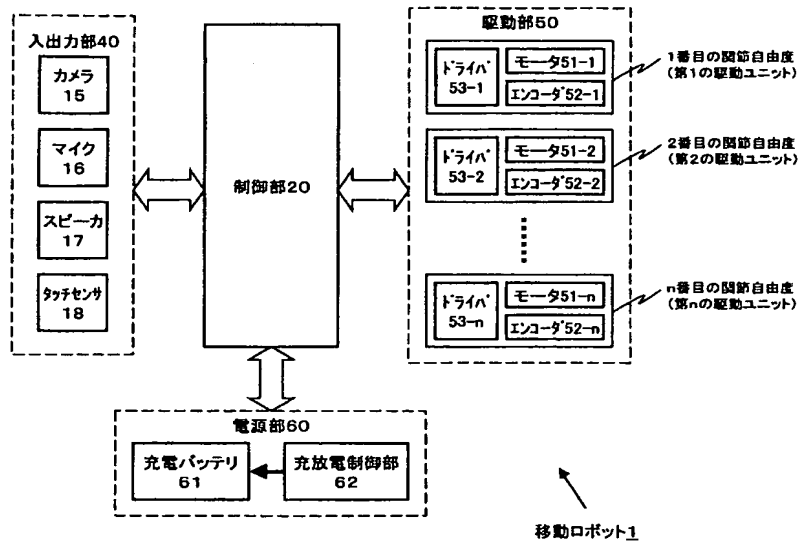 入出力部40
カメラ
15
マイク
16
スピーカ
17
タッチセンサ
18
制御部20
駆動部50
ドライバ
53-1
モータ51-1
エンコーダ52-1
1番目の関節自由度
(第1の駆動ユニット)
ドライバ
53-2
モータ51-2
エンコーダ52-2
2番目の関節自由度
(第2の駆動ユニット)
ドライバ
53-n
モータ51-n
エンコーダ52-n
n番目の関節自由度
(第nの駆動ユニット)
電源部60
充電バッテリ
61
充放電制御部
62
移動ロボット1